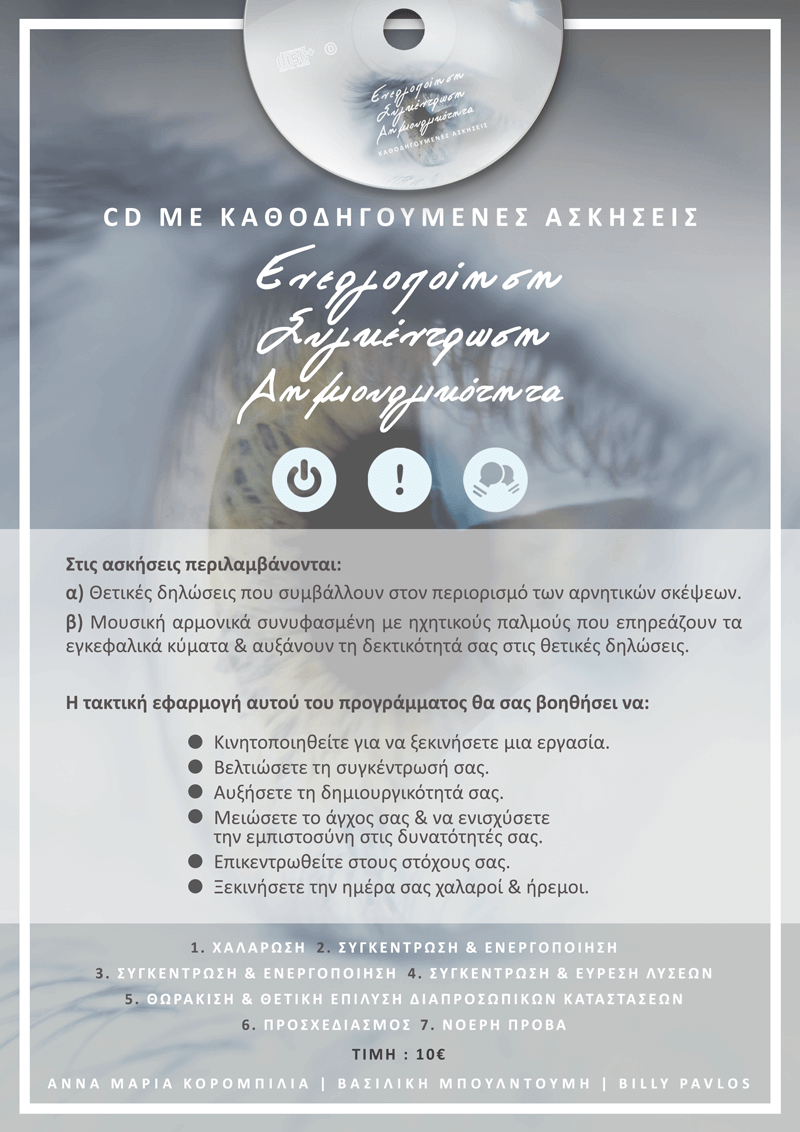 Ενεργοποίηση
Συγκέντρωση
Δημιουργικότητα
ΚΑΘΟΔΗΓΟΥΜΕΝΕΣ ΑΣΚΗΣΕΙΣ
CD ΜΕ ΚΑΘΟΔΗΓΟΥΜΕΝΕΣ ΑΣΚΗΣΕΙΣ
Ενεργοποίηση
Συγκέντρωση
Δημιουργικότητα
Στις ασκήσεις περιλαμβάνονται:
α) Θετικές δηλώσεις που συμβάλλουν στον περιορισμό των αρνητικών σκέψεων.
β) Μουσική αρμονικά συνυφασμένη με ηχητικούς παλμούς που επηρεάζουν τα
εγκεφαλικά κύματα & αυξάνουν τη δεκτικότητά σας στις θετικές δηλώσεις.
Η τακτική εφαρμογή αυτού του προγράμματος θα σας βοηθήσει να:
● Κινητοποιηθείτε για να ξεκινήσετε μια εργασία.
● Βελτιώσετε τη συγκέντρωσή σας.
● Αυξήσετε τη δημιουργικότητά σας.
● Μειώσετε το άγχος σας & να ενισχύσετε
την εμπιστοσύνη στις δυνατότητές σας.
● Επικεντρωθείτε στους στόχους σας.
● Ξεκινήσετε την ημέρα σας χαλαροί & ήρεμοι.
1. ΧΑΛΑΡΩΣΗ 2. ΣΥΓΚΕΝΤΡΩΣΗ & ΕΝΕΡΓΟΠΟΙΗΣΗ
3. ΣΥΓΚΕΝΤΡΩΣΗ & ΕΝΕΡΓΟΠΟΙΗΣΗ 4. ΣΥΓΚΕΝΤΡΩΣΗ & ΕΥΡΕΣΗ ΛΥΣΕΩΝ
5. ΘΩΡΑΚΙΣΗ & ΘΕΤΙΚΗ ΕΠΙΛΥΣΗ ΔΙΑΠΡΟΣΩΠΙΚΩΝ ΚΑΤΑΣΤΑΣΕΩΝ
6. ΠΡΟΣΧΕΔΙΑΣΜΟΣ 7. ΝΟΕΡΗ ΠΡΟΒΑ
ΤΙΜΗ : 10€
ΑΝΝΑ ΜΑΡΙΑ ΚΟΡΟΜΠΙΛΙΑ | ΒΑΣΙΛΙΚΗ ΜΠΟΥΛΝΤΟΥΜΗ | BILLY PAVLOS